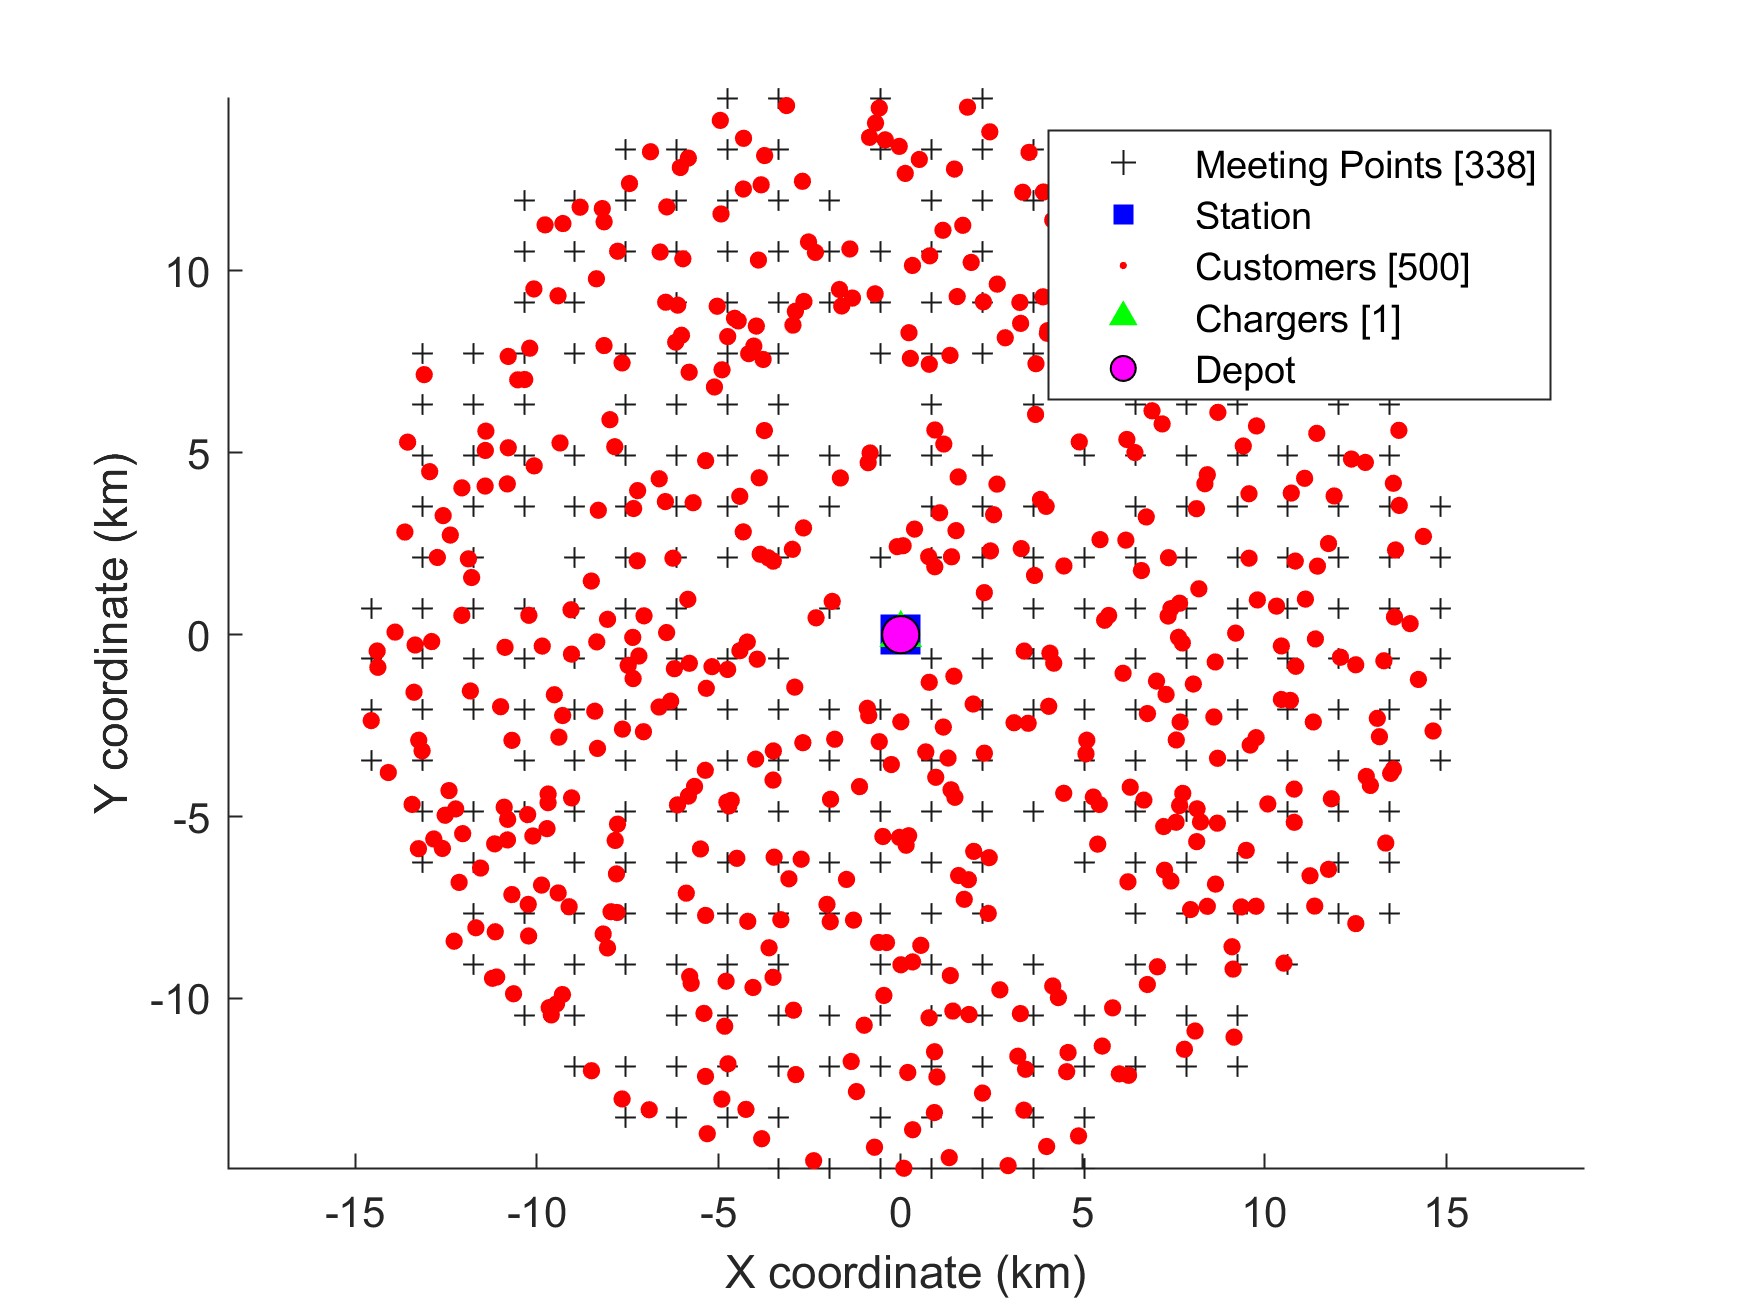 Meeting Points [338]
Station
Customers [500]
Chargers [1]
Depot
10
5
0
-5
-10
Y coordinate (km)
-15
-10
-5
0
5
10
15
X coordinate (km)